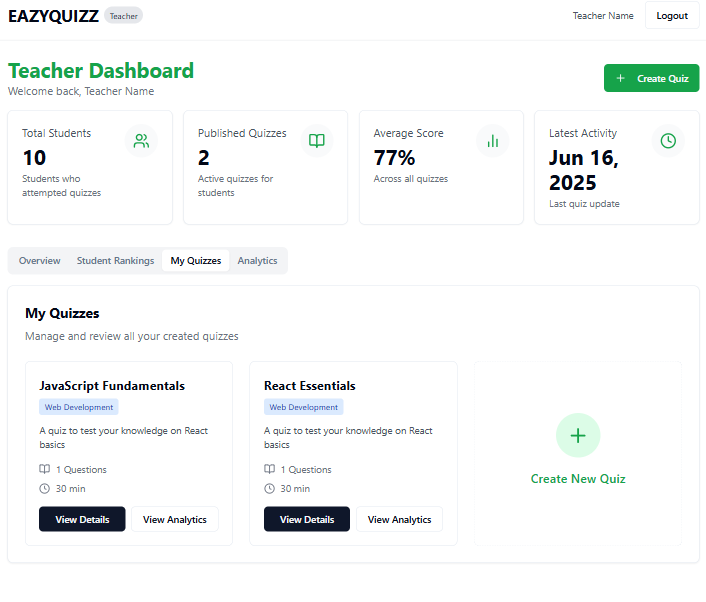 EAZYQUIZZ Teacher Teacher Name Logout
Teacher Dashboard
Welcome back, Teacher Name
+ Create Quiz
Total Students
10
Students who
attempted quizzes
Published Quizzes
2
Active quizzes for
students
Average Score
77%
Across all quizzes
Latest Activity
Jun 16,
2025
Last quiz update
Overview Student Rankings My Quizzes Analytics
My Quizzes
Manage and review all your created quizzes
JavaScript Fundamentals
Web Development
A quiz to test your knowledge on React
basics
1 Questions
30 min
View Details View Analytics
React Essentials
Web Development
A quiz to test your knowledge on React
basics
1 Questions
30 min
View Details View Analytics
+
Create New Quiz